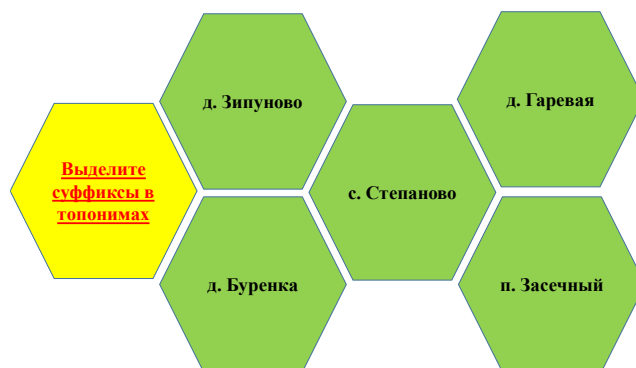 Выделите
суффиксы в
топонимах
д. Зипуново
д. Буренка
с. Степаново
д. Гаревая
п. Засечный